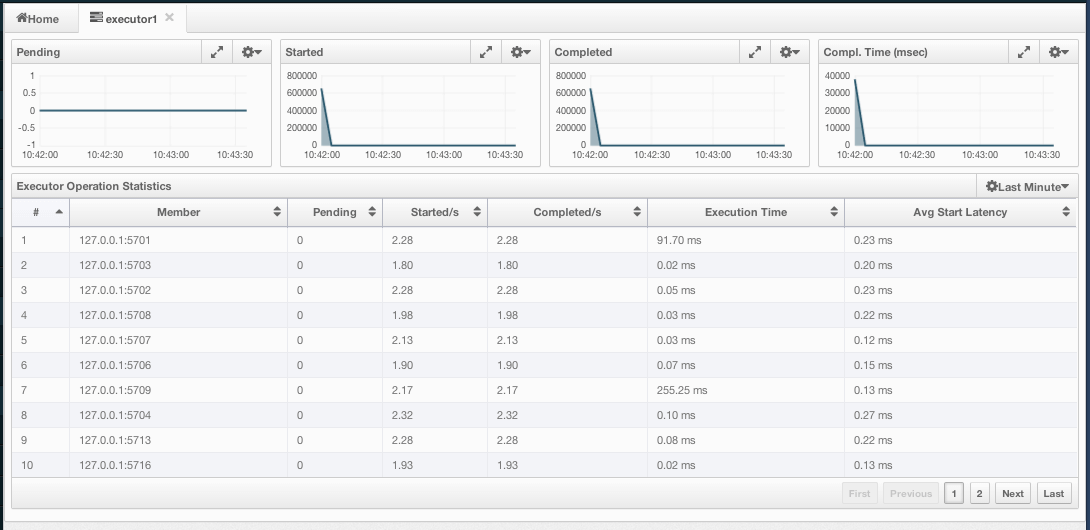 Home executor1
Pending Started Completed Compl. Time (msec)
1 0.5 0 -0.5 -1
10:42:00 10:42:30 10:43:00 10:43:30
800000 600000 400000 200000 0
10:42:00 10:42:30 10:43:00 10:43:30
800000 600000 400000 200000 0
10:42:00 10:42:30 10:43:00 10:43:30
40000 30000 20000 10000 0
10:42:00 10:42:30 10:43:00 10:43:30
Executor Operation Statistics Last Minute
# Member Pending Started/s Completed/s Execution Time Avg Start Latency
1 127.0.0.1:5701 0 2.28 2.28 91.70 ms 0.23 ms
2 127.0.0.1:5703 0 1.80 1.80 0.02 ms 0.20 ms
3 127.0.0.1:5702 0 2.28 2.28 0.05 ms 0.23 ms
4 127.0.0.1:5708 0 1.98 1.98 0.03 ms 0.22 ms
5 127.0.0.1:5707 0 2.13 2.13 0.03 ms 0.12 ms
6 127.0.0.1:5706 0 1.90 1.90 0.07 ms 0.15 ms
7 127.0.0.1:5709 0 2.17 2.17 255.25 ms 0.13 ms
8 127.0.0.1:5704 0 2.32 2.32 0.10 ms 0.27 ms
9 127.0.0.1:5713 0 2.28 2.28 0.08 ms 0.22 ms
10 127.0.0.1:5716 0 1.93 1.93 0.02 ms 0.13 ms
First Previous 1 2 Next Last